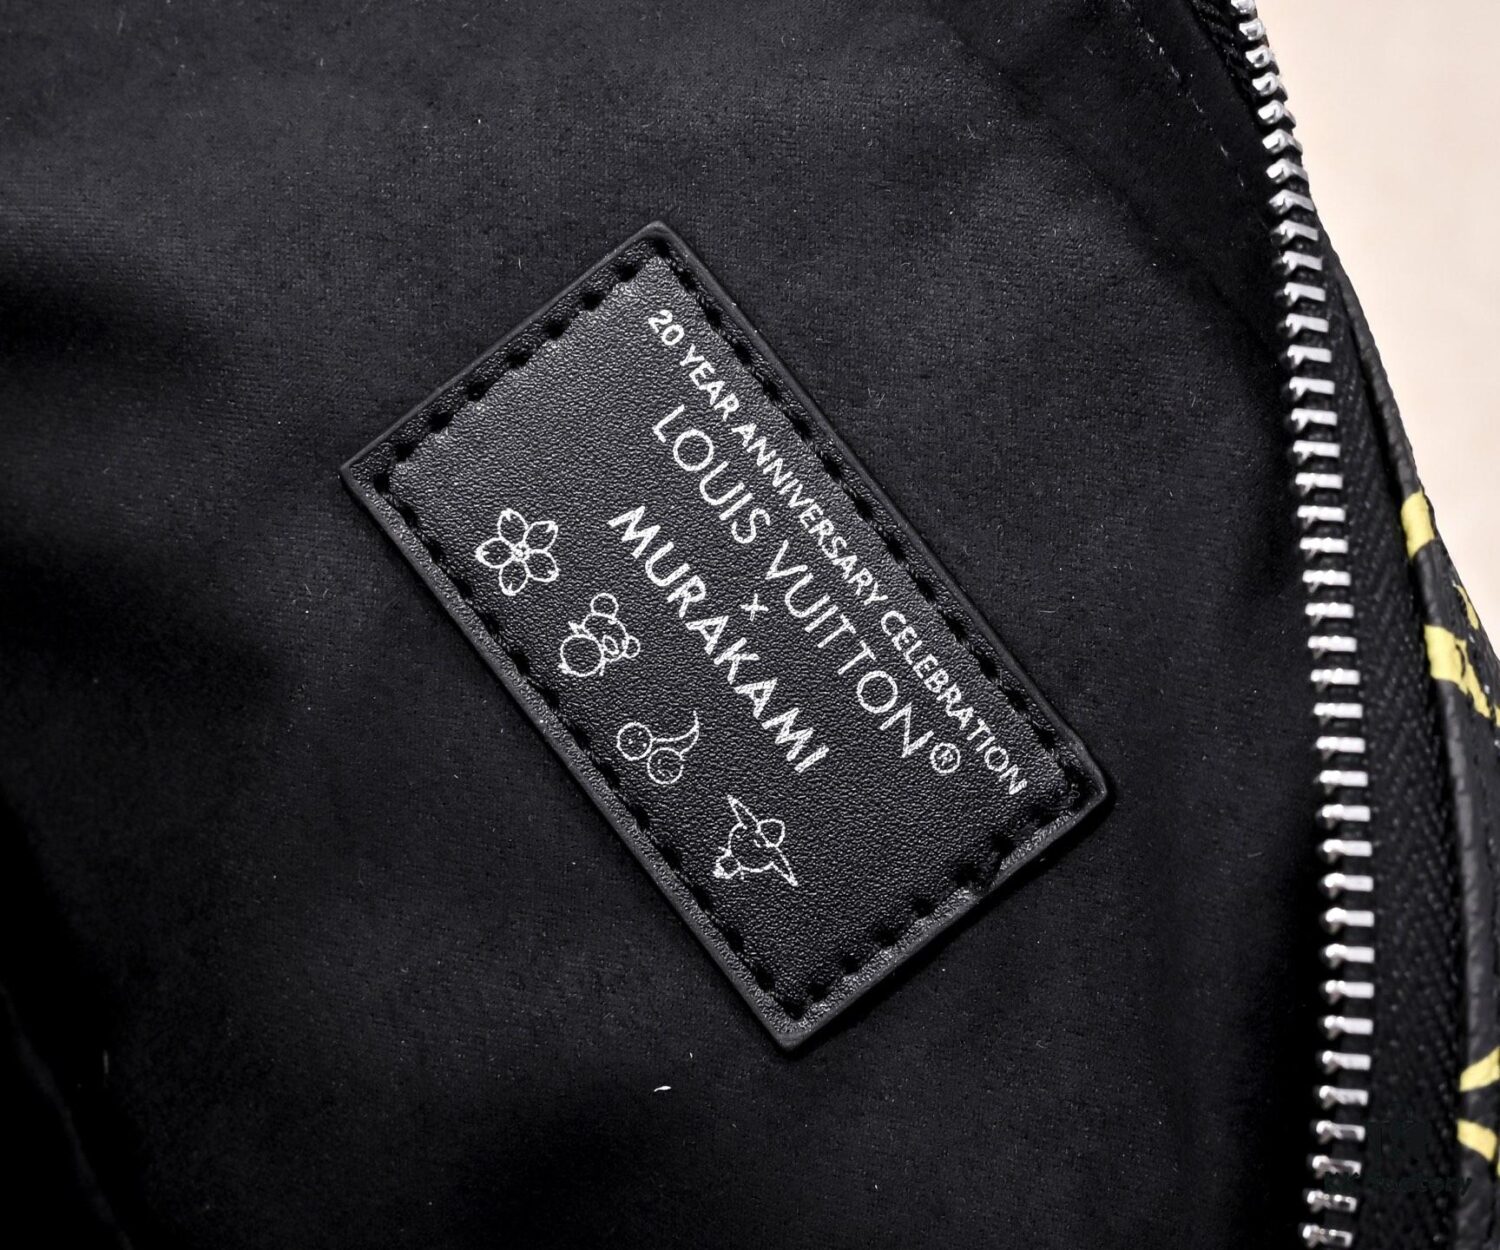 20 YEAR ANNIVERSARY CELEBRATION
LOUIS VUITTON®
×
MURAKAMI